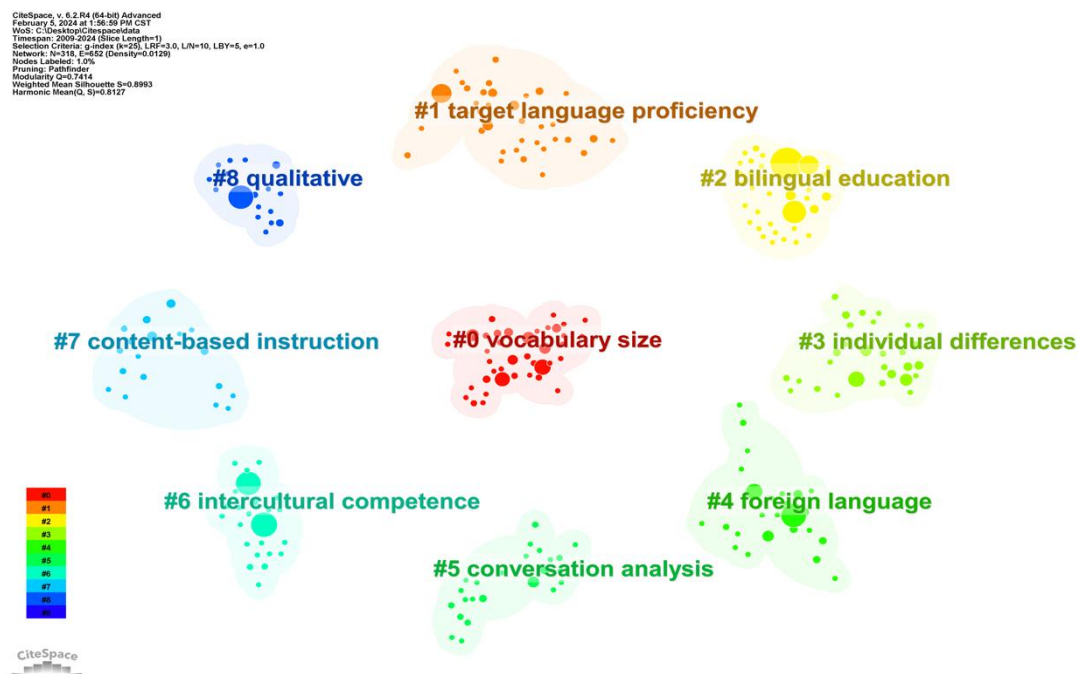 CiteSpace, v. 6.2.R4 (64-bit) Advanced
February 5, 2024 at 1:56:59 PM CST
WoS: C:\Desktop\Citespace\data
Timespan: 2009-2024 (Slice Length=1)
Selection Criteria: g-index (k=25), LRF=3.0, L/N=10, LBY=5, e=1.0
Network: N=318, E=652 (Density=0.0129)
Nodes Labeled: 1.0%
Pruning: Pathfinder
Modularity Q=0.7414
Weighted Mean Silhouette S=0.8993
Harmonic Mean(Q, S)=0.8127
#1 target language proficiency
#8 qualitative
#2 bilingual education
#7 content-based instruction
#0 vocabulary size
#3 individual differences
#6 intercultural competence
#4 foreign language
#5 conversation analysis
#0
#1
#2
#3
#4
#5
#6
#7
#8
CiteSpace